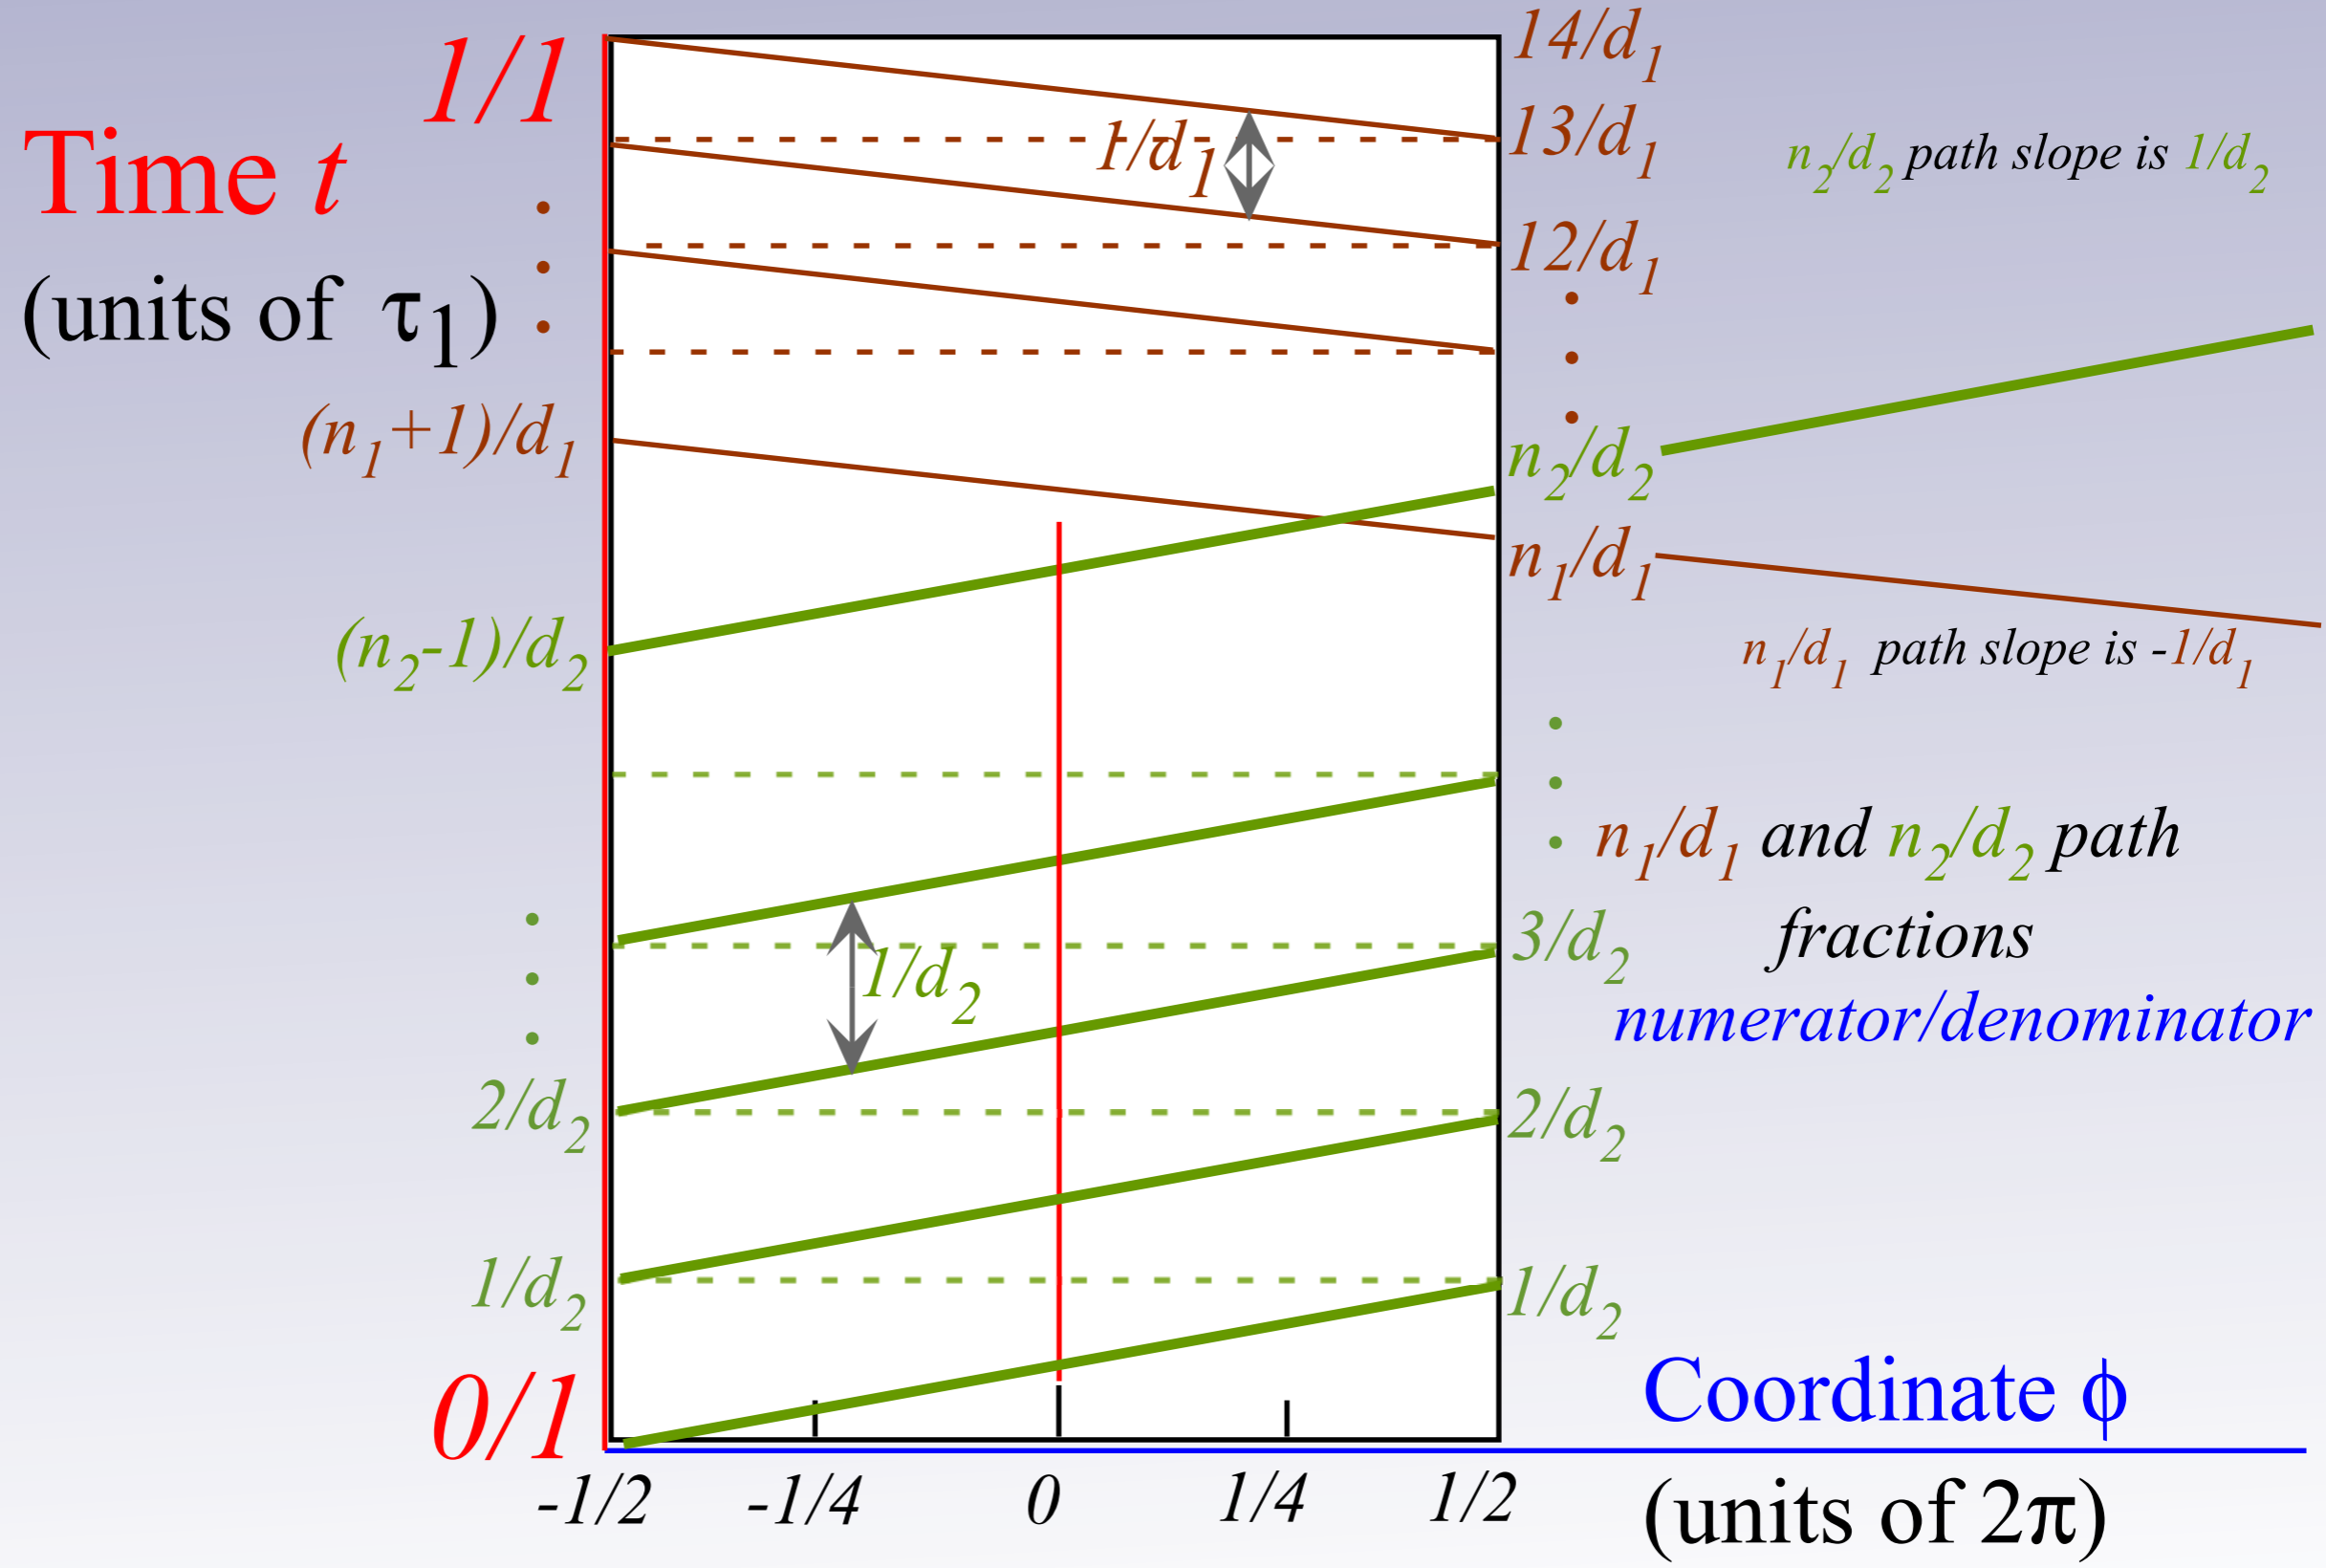 1/1
14/d1
Time t
1/d1
13/d1
n2/d2 path slope is 1/d2
12/d1
(units of τ1)
(n1+1)/d1
n2/d2
n1/d1
(n2-1)/d2
n1/d1 path slope is -1/d1
n1/d1 and n2/d2 path
fractions
numerator/denominator
3/d2
1/d2
2/d2
2/d2
1/d2
1/d2
0/1
Coordinate ϕ
(units of 2π)
-1/2 -1/4 0 1/4 1/2